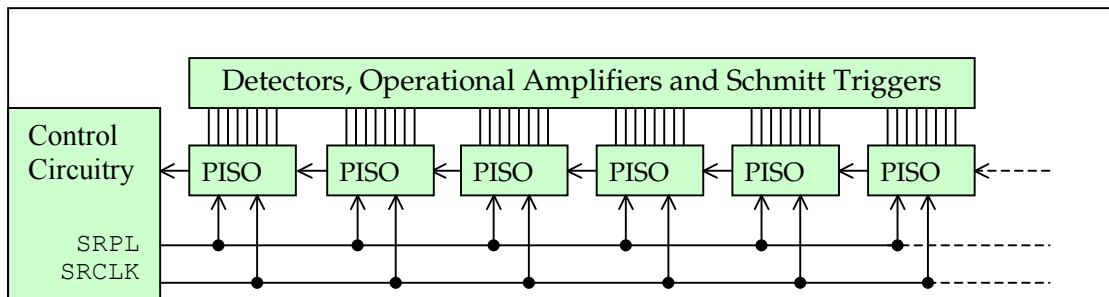 Detectors, Operational Amplifiers and Schmitt Triggers
Control
Circuitry
PISO PISO PISO PISO PISO PISO
SRPL
SRCLK